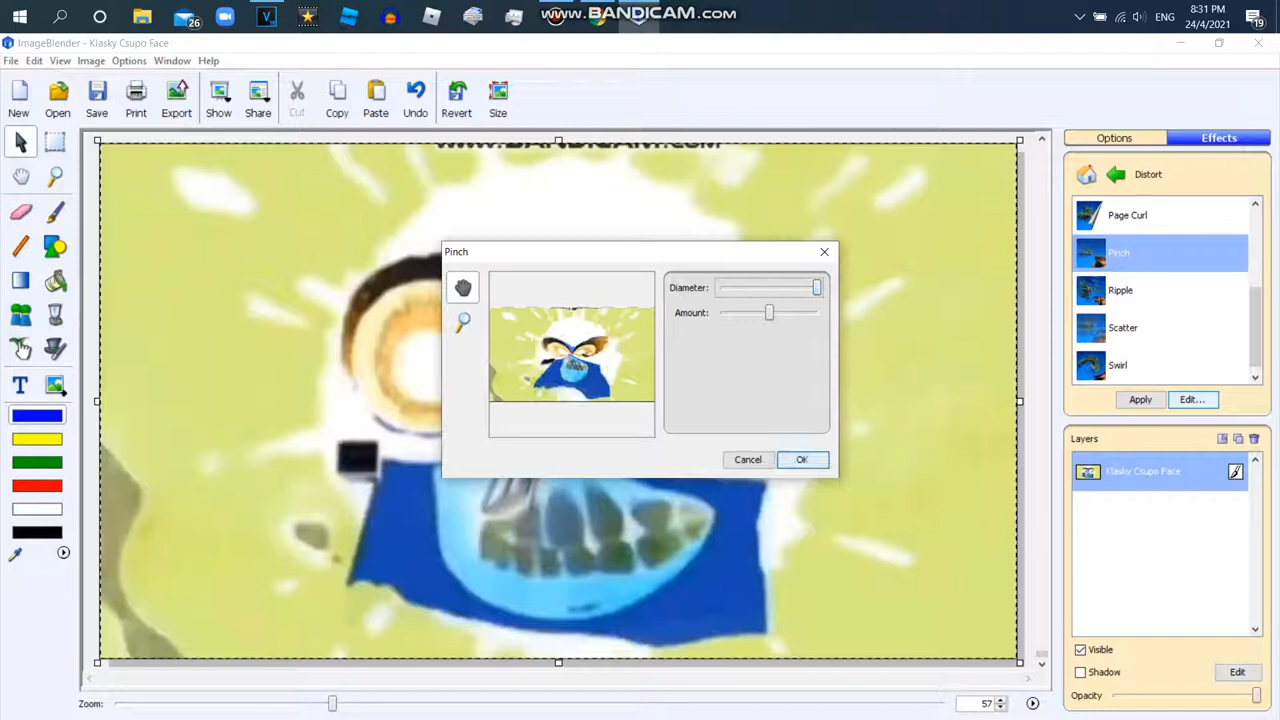 www.BANDICAM.com
26
ENG
8:31 PM
24/4/2021
19
ImageBlender - Klasky Csupo Face
File Edit View Image Options Window Help
New Open Save Print Export Show Share Cut Copy Paste Undo Revert Size
www.BANDICAM.com
Options Effects
Distort
Page Curl
Pinch
Ripple
Scatter
Swirl
Apply Edit...
Pinch
Diameter:
Amount:
Cancel OK
Layers
Klasky Csupo Face
Visible
Shadow Edit
Opacity
T
Zoom: 57